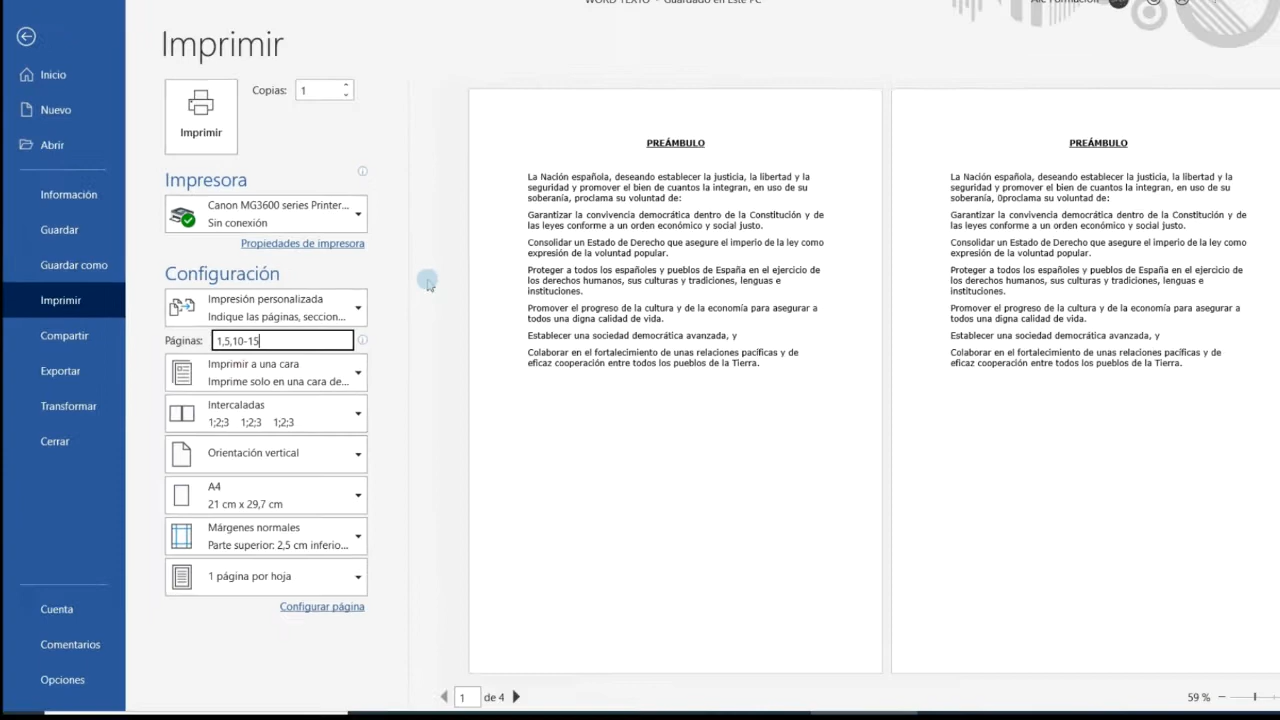 WORD TEXTO - Guardado en Este PC
Inicio
Nuevo
Abrir
Información
Guardar
Guardar como
Imprimir
Compartir
Exportar
Transformar
Cerrar
Cuenta
Comentarios
Opciones
Imprimir
Imprimir
Copias: 1
Impresora
Canon MG3600 series Printer...
Sin conexión
Propiedades de impresora
Configuración
Impresión personalizada
Indique las páginas, seccion...
Páginas: 1,5,10-15
Imprimir a una cara
Imprime solo en una cara de...
Intercaladas
1;2;3 1;2;3 1;2;3
Orientación vertical
A4
21 cm x 29,7 cm
Márgenes normales
Parte superior: 2,5 cm inferio...
1 página por hoja
Configurar página
PREÁMBULO
La Nación española, deseando establecer la justicia, la libertad y la
seguridad y promover el bien de cuantos la integran, en uso de su
soberanía, proclama su voluntad de:
Garantizar la convivencia democrática dentro de la Constitución y de
las leyes conforme a un orden económico y social justo.
Consolidar un Estado de Derecho que asegure el imperio de la ley como
expresión de la voluntad popular.
Proteger a todos los españoles y pueblos de España en el ejercicio de
los derechos humanos, sus culturas y tradiciones, lenguas e
instituciones.
Promover el progreso de la cultura y de la economía para asegurar a
todos una digna calidad de vida.
Establecer una sociedad democrática avanzada, y
Colaborar en el fortalecimiento de unas relaciones pacíficas y de
eficaz cooperación entre todos los pueblos de la Tierra.
PREÁMBULO
La Nación española, deseando establecer la justicia, la libertad y la
seguridad y promover el bien de cuantos la integran, en uso de su
soberanía, 0proclama su voluntad de:
Garantizar la convivencia democrática dentro de la Constitución y de
las leyes conforme a un orden económico y social justo.
Consolidar un Estado de Derecho que asegure el imperio de la ley como
expresión de la voluntad popular.
Proteger a todos los españoles y pueblos de España en el ejercicio de
los derechos humanos, sus culturas y tradiciones, lenguas e
instituciones.
Promover el progreso de la cultura y de la economía para asegurar a
todos una digna calidad de vida.
Establecer una sociedad democrática avanzada, y
Colaborar en el fortalecimiento de unas relaciones pacíficas y de
eficaz cooperación entre todos los pueblos de la Tierra.
1 de 4
59 %